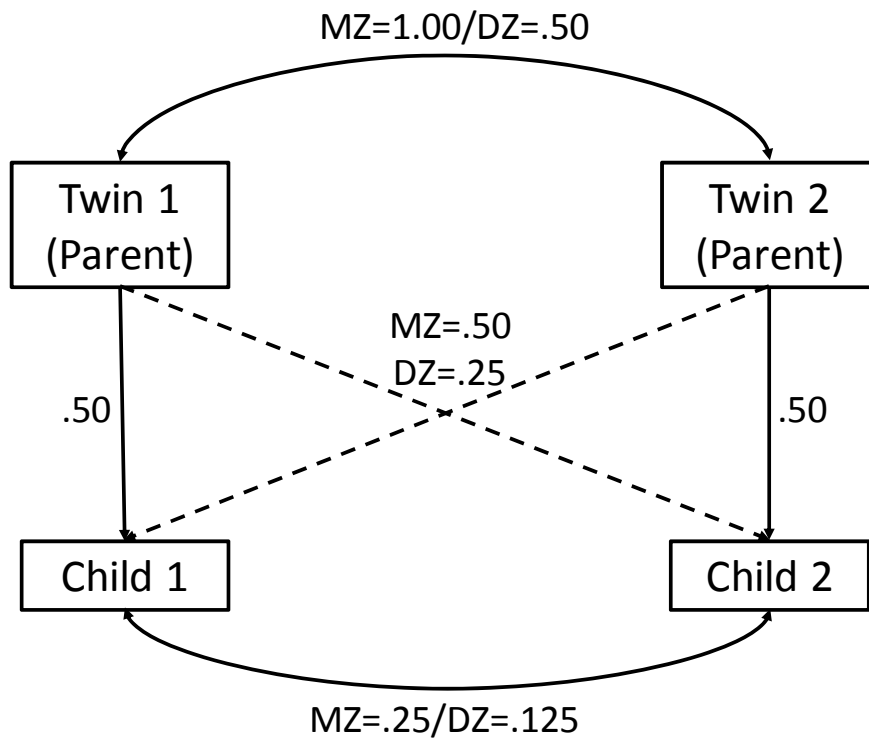 MZ=1.00/DZ=.50
Twin 1
(Parent)
Twin 2
(Parent)
MZ=.50
DZ=.25
.50
.50
Child 1
Child 2
MZ=.25/DZ=.125